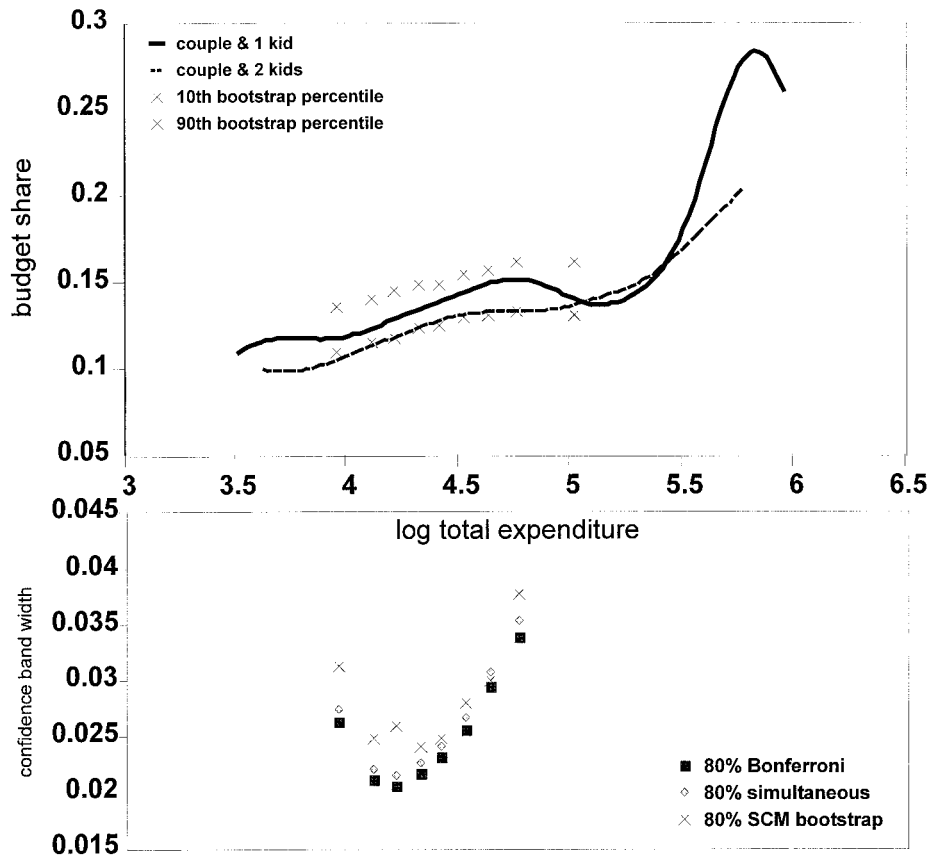 0.3
couple & 1 kid
couple & 2 kids
10th bootstrap percentile
90th bootstrap percentile
0.25
0.2
0.15
0.1
0.05
budget share
3
3.5
4
4.5
5
5.5
6
6.5
log total expenditure
0.045
0.04
0.035
0.03
0.025
0.02
0.015
confidence band width
80% Bonferroni
80% simultaneous
80% SCM bootstrap